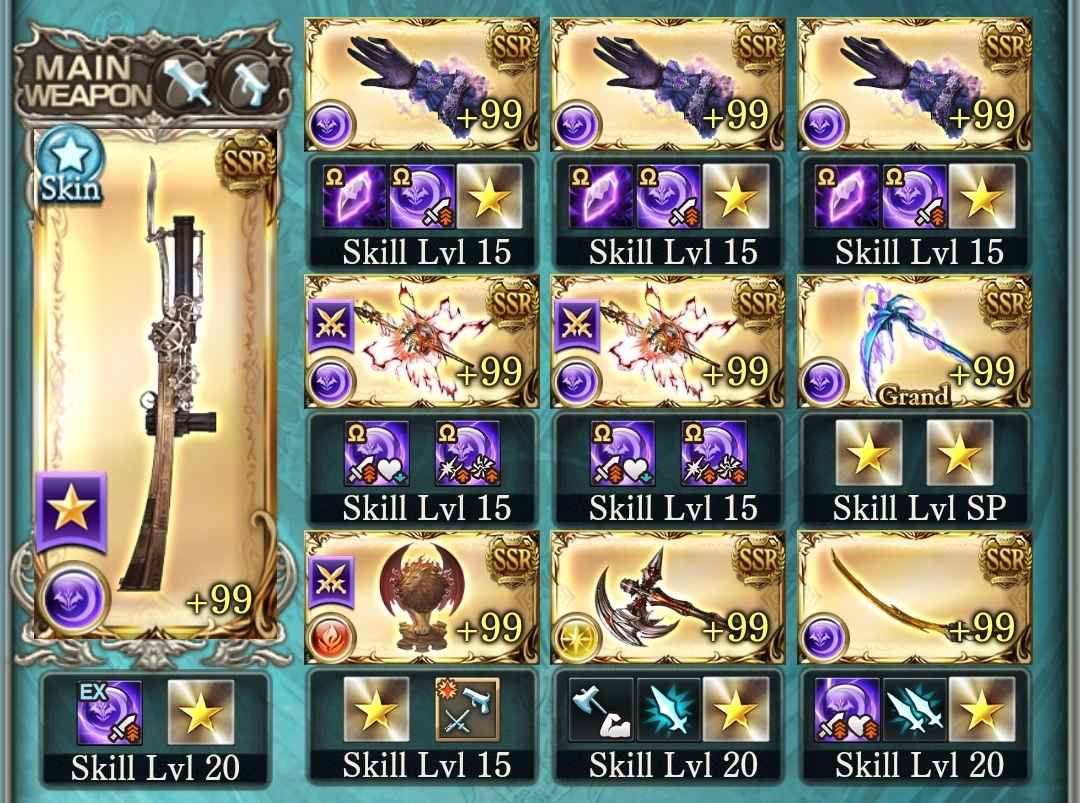 MAIN
WEAPON
Skin
SSR
+99
EX
Skill Lvl 20
SSR
+99
SSR
+99
SSR
+99
Ω Ω
Skill Lvl 15
Ω Ω
Skill Lvl 15
Ω Ω
Skill Lvl 15
SSR
+99
SSR
+99
SSR
+99
Grand
Ω Ω
Skill Lvl 15
Ω Ω
Skill Lvl 15
Skill Lvl SP
SSR
+99
SSR
+99
SSR
+99
Skill Lvl 15
Skill Lvl 20
Skill Lvl 20